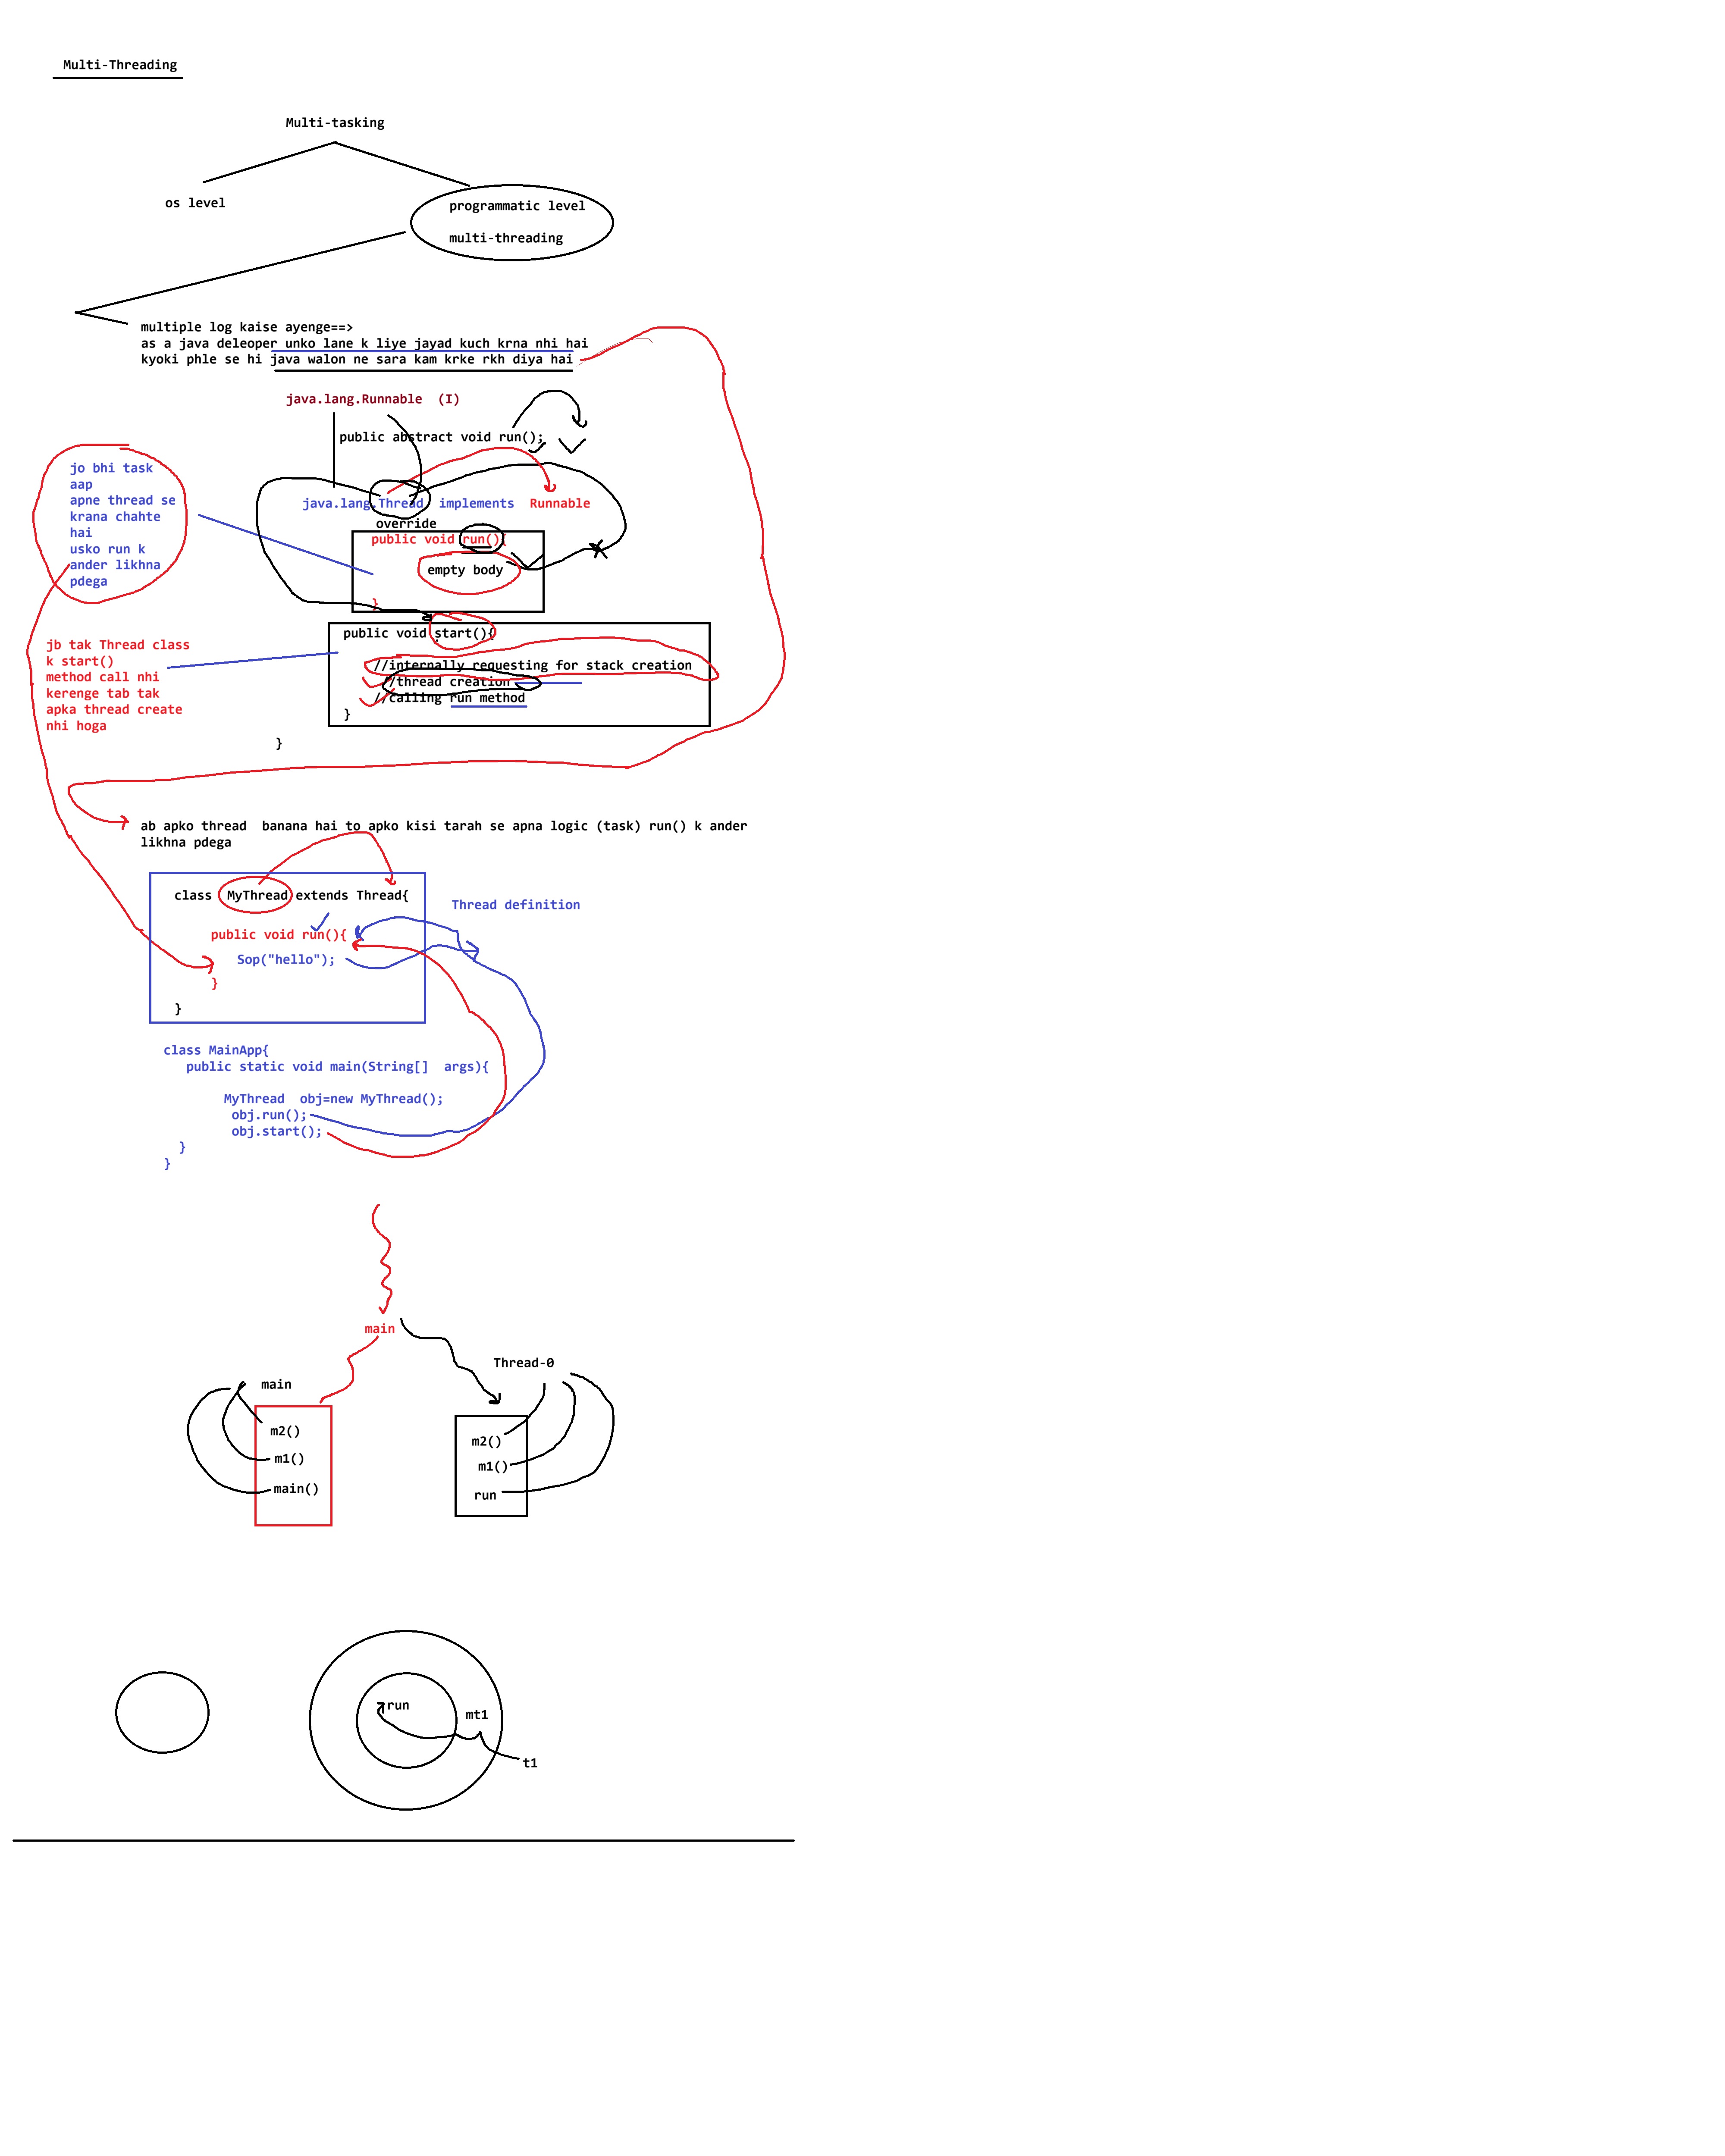 Multi-Threading
Multi-tasking
os level
programmatic level
multi-threading
multiple log kaise ayenge==>
as a java deleoper unko lane k liye jayad kuch krna nhi hai
kyoki phle se hi java walon ne sara kam krke rkh diya hai
java.lang.Runnable (I)
public abstract void run();
jo bhi task
aap
apne thread se
krana chahte
hai
usko run k
ander likhna
pdega
java.lang.Thread implements Runnable
override
public void run(){
empty body
}
public void start(){
//internally requesting for stack creation
//thread creation
//calling run method
}
jb tak Thread class
k start()
method call nhi
kerenge tab tak
apka thread create
nhi hoga
}
ab apko thread banana hai to apko kisi tarah se apna logic (task) run() k ander
likhna pdega
class MyThread extends Thread{
Thread definition
public void run(){
Sop("hello");
}
}
class MainApp{
public static void main(String[] args){
MyThread obj=new MyThread();
obj.run();
obj.start();
}
}
main
Thread-0
main
m2()
m1()
main()
m2()
m1()
run
run
mt1
t1